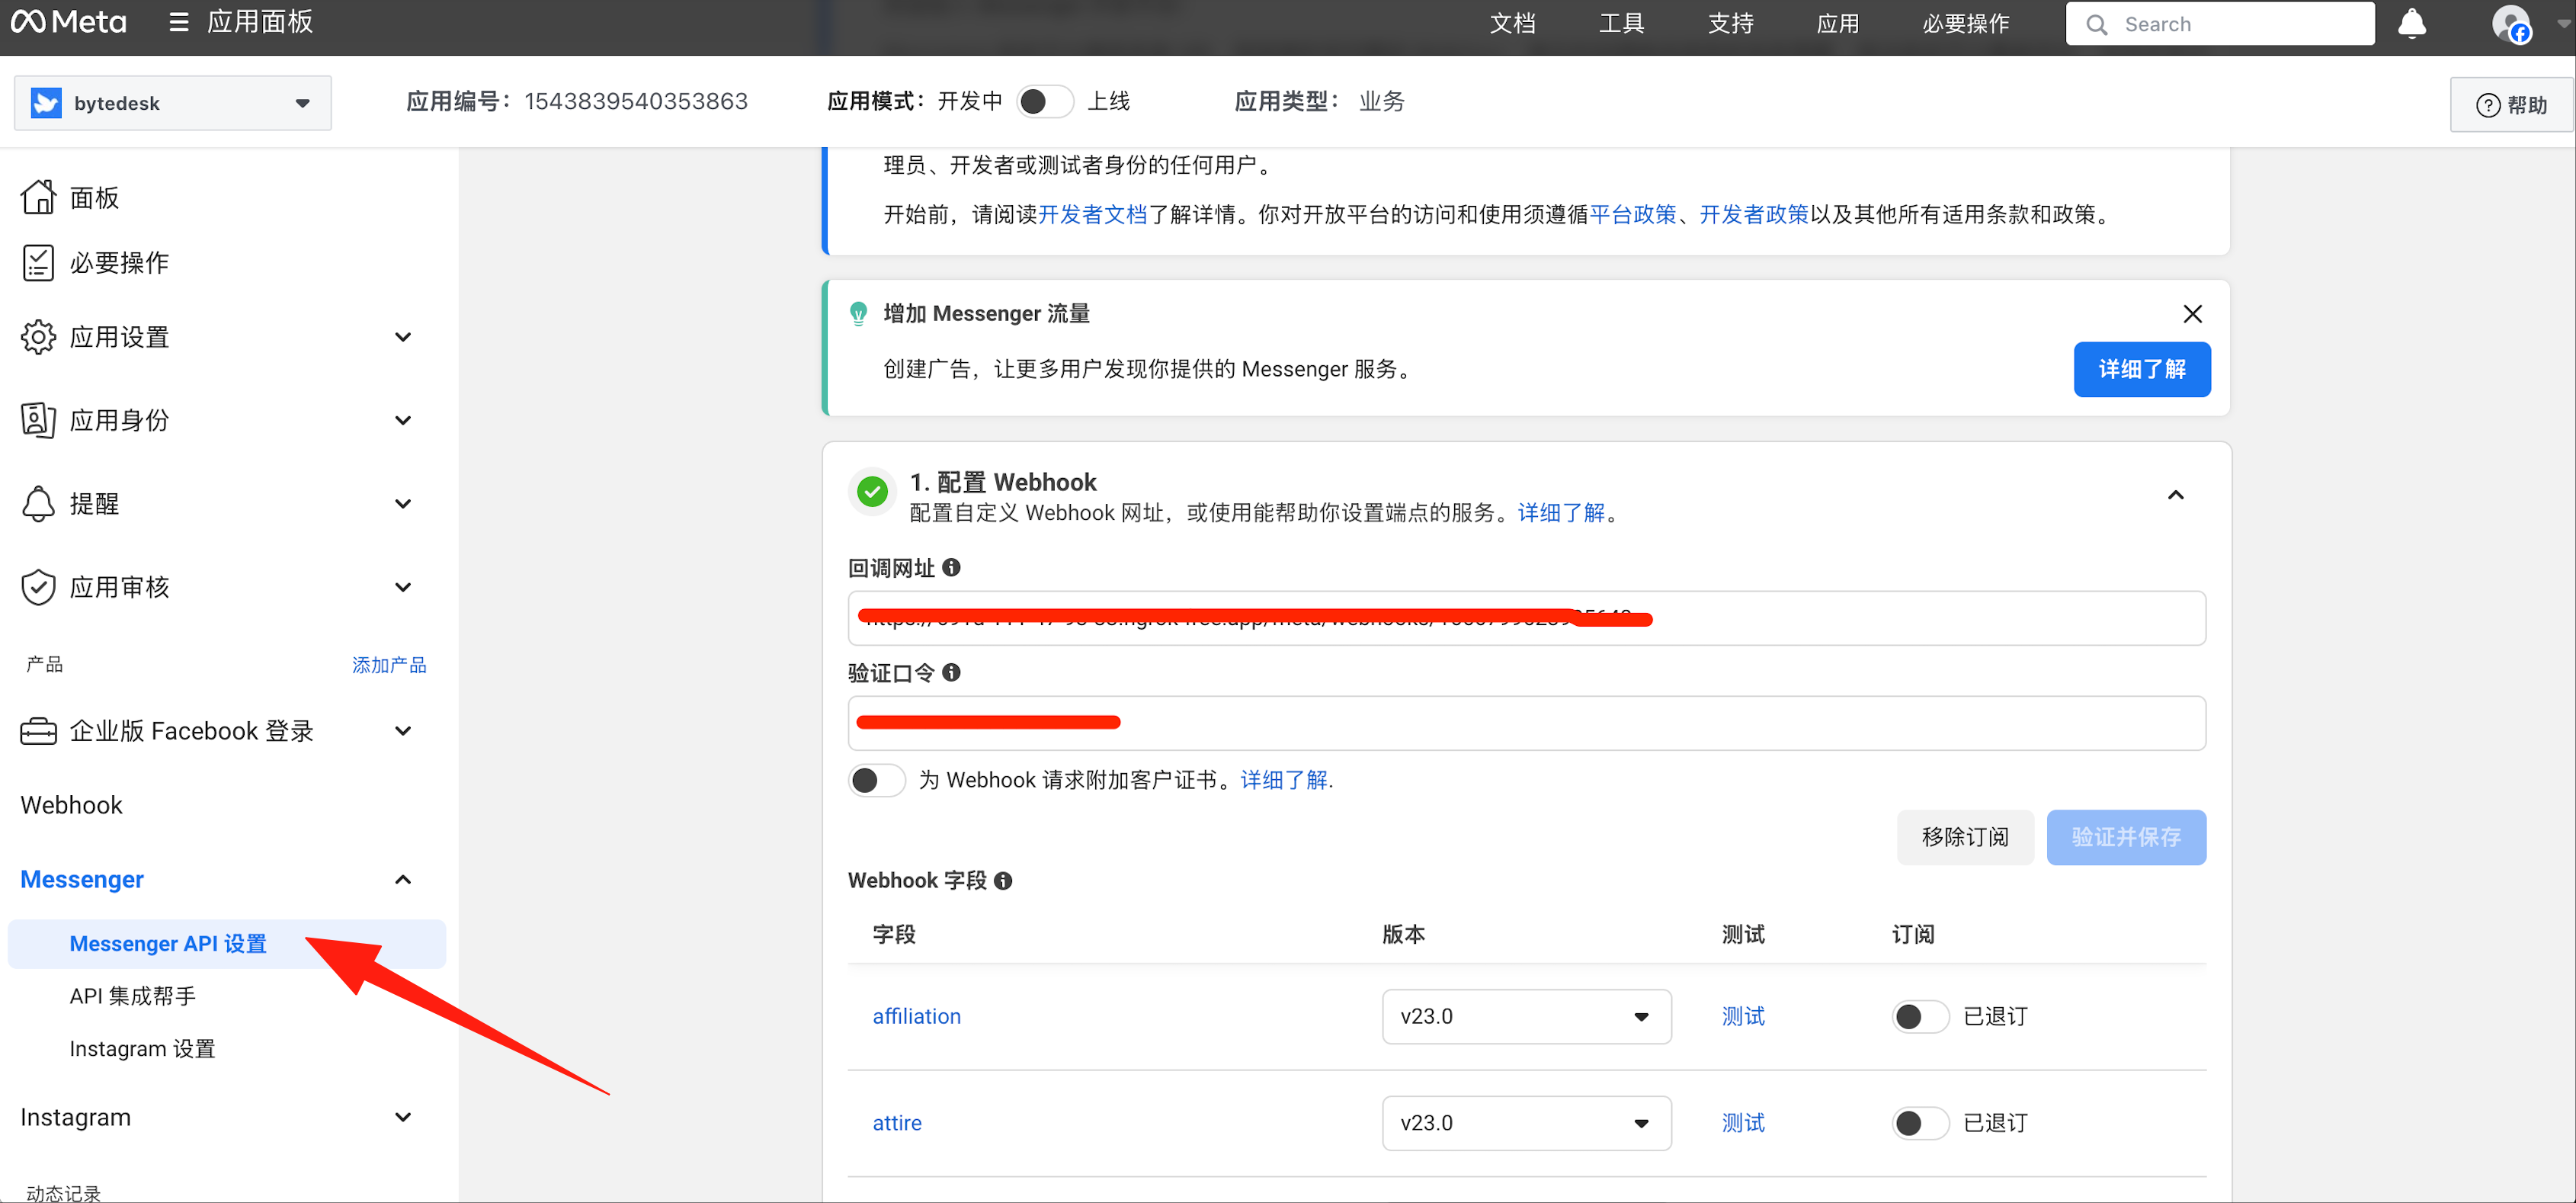 Meta
应用面板
文档
工具
支持
应用
必要操作
Search
bytedesk
应用编号： 1543839540353863
应用模式：开发中
上线
应用类型： 业务
帮助
面板
必要操作
应用设置
应用身份
提醒
应用审核
产品
添加产品
企业版 Facebook 登录
Webhook
Messenger
Messenger API 设置
API 集成帮手
Instagram 设置
Instagram
动态记录
理员、开发者或测试者身份的任何用户。
开始前，请阅读开发者文档了解详情。你对开放平台的访问和使用须遵循平台政策、开发者政策以及其他所有适用条款和政策。
增加 Messenger 流量
创建广告，让更多用户发现你提供的 Messenger 服务。
详细了解
1. 配置 Webhook
配置自定义 Webhook 网址，或使用能帮助你设置端点的服务。详细了解。
回调网址
验证口令
为 Webhook 请求附加客户证书。详细了解.
移除订阅
验证并保存
Webhook 字段
字段
版本
测试
订阅
affiliation
v23.0
测试
已退订
attire
v23.0
测试
已退订